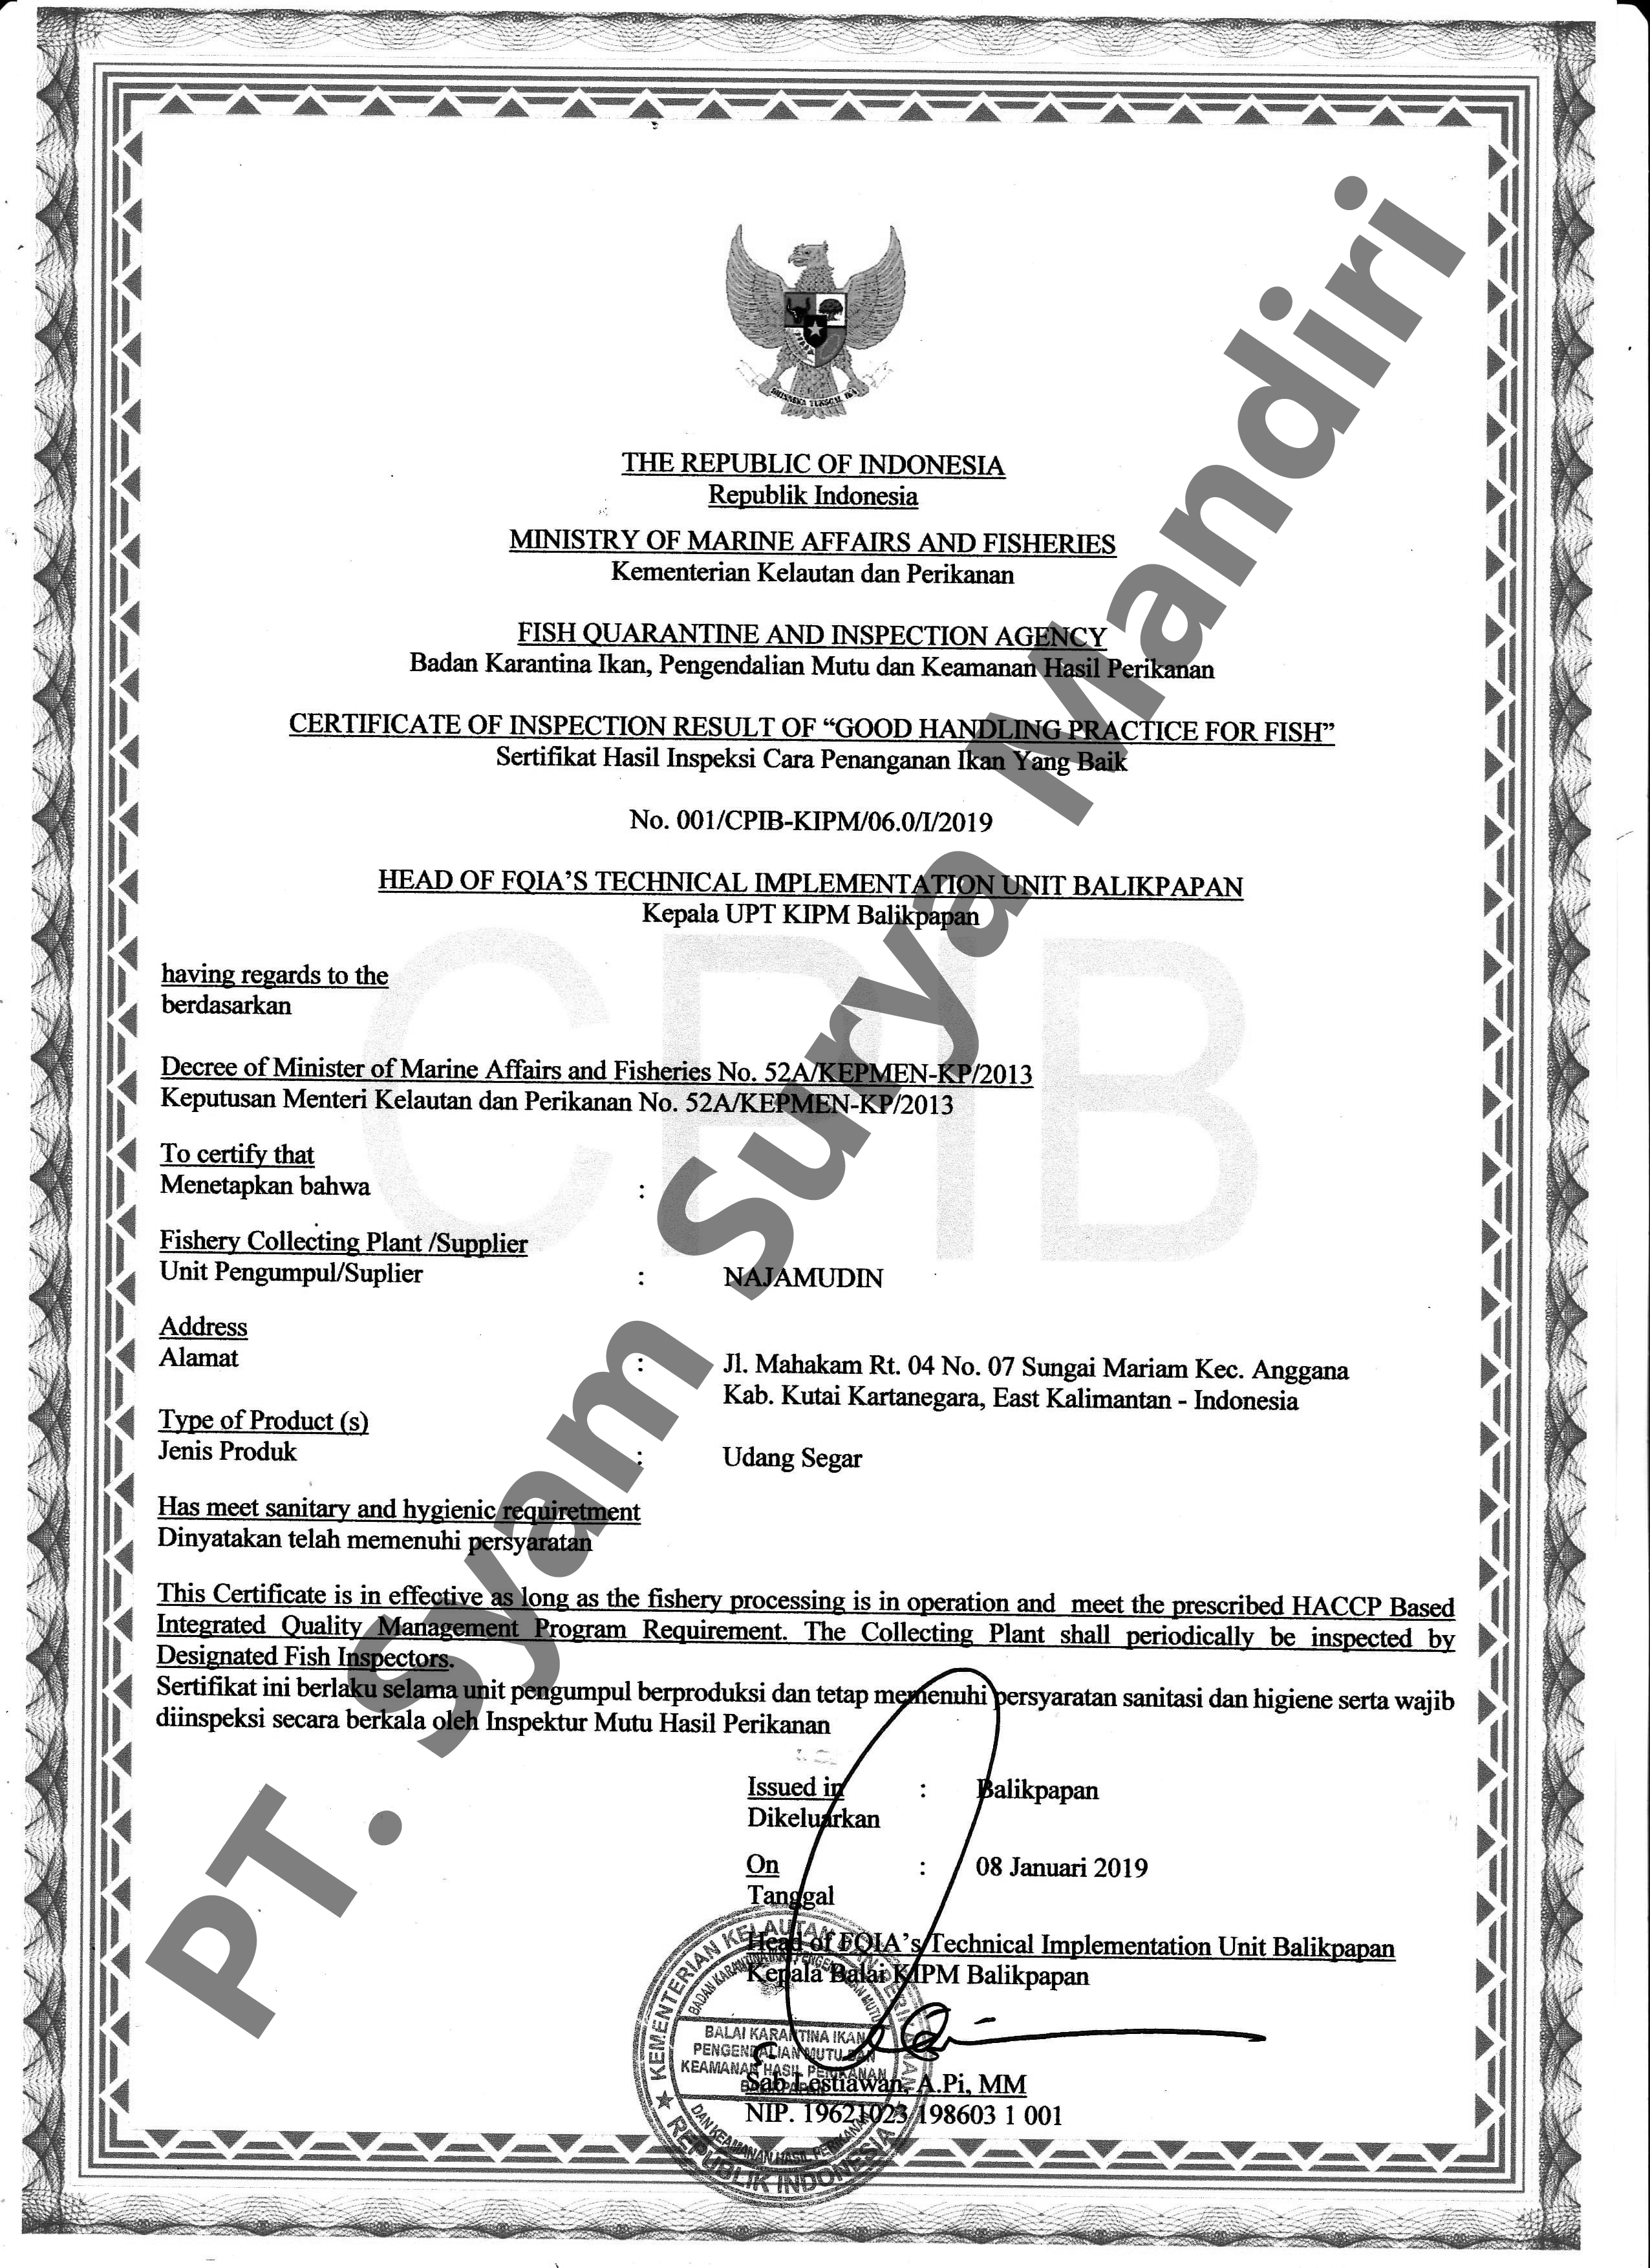 BHINNEKA TUNGGAL IKA
THE REPUBLIC OF INDONESIA
Republik Indonesia
MINISTRY OF MARINE AFFAIRS AND FISHERIES
Kementerian Kelautan dan Perikanan
FISH QUARANTINE AND INSPECTION AGENCY
Badan Karantina Ikan, Pengendalian Mutu dan Keamanan Hasil Perikanan
CERTIFICATE OF INSPECTION RESULT OF “GOOD HANDLING PRACTICE FOR FISH”
Sertifikat Hasil Inspeksi Cara Penanganan Ikan Yang Baik
No. 001/CPIB-KIPM/06.0/I/2019
HEAD OF FQIA’S TECHNICAL IMPLEMENTATION UNIT BALIKPAPAN
Kepala UPT KIPM Balikpapan
CPIB
having regards to the
berdasarkan
Decree of Minister of Marine Affairs and Fisheries No. 52A/KEPMEN-KP/2013
Keputusan Menteri Kelautan dan Perikanan No. 52A/KEPMEN-KP/2013
To certify that
Menetapkan bahwa :
Fishery Collecting Plant /Supplier
Unit Pengumpul/Suplier : NAJAMUDIN
Address
Alamat : Jl. Mahakam Rt. 04 No. 07 Sungai Mariam Kec. Anggana
Kab. Kutai Kartanegara, East Kalimantan - Indonesia
Type of Product (s)
Jenis Produk : Udang Segar
Has meet sanitary and hygienic requiretment
Dinyatakan telah memenuhi persyaratan
This Certificate is in effective as long as the fishery processing is in operation and meet the prescribed HACCP Based
Integrated Quality Management Program Requirement. The Collecting Plant shall periodically be inspected by
Designated Fish Inspectors.
Sertifikat ini berlaku selama unit pengumpul berproduksi dan tetap memenuhi persyaratan sanitasi dan higiene serta wajib
diinspeksi secara berkala oleh Inspektur Mutu Hasil Perikanan
Issued in : Balikpapan
Dikeluarkan
On : 08 Januari 2019
Tanggal
Head of FQIA’s Technical Implementation Unit Balikpapan
Kepala Balai KIPM Balikpapan
Sab Lestiawan, A.Pi, MM
NIP. 19621023 198603 1 001
KEMENTERIAN KELAUTAN DAN PERIKANAN
BADAN KARANTINA IKAN PENGENDALIAN MUTU
BALAI KARANTINA IKAN
PENGENDALIAN MUTU DAN
KEAMANAN HASIL PERIKANAN
BALIKPAPAN
DAN KEAMANAN HASIL PERIKANAN
REPUBLIK INDONESIA
PT. Syam Surya Mandiri